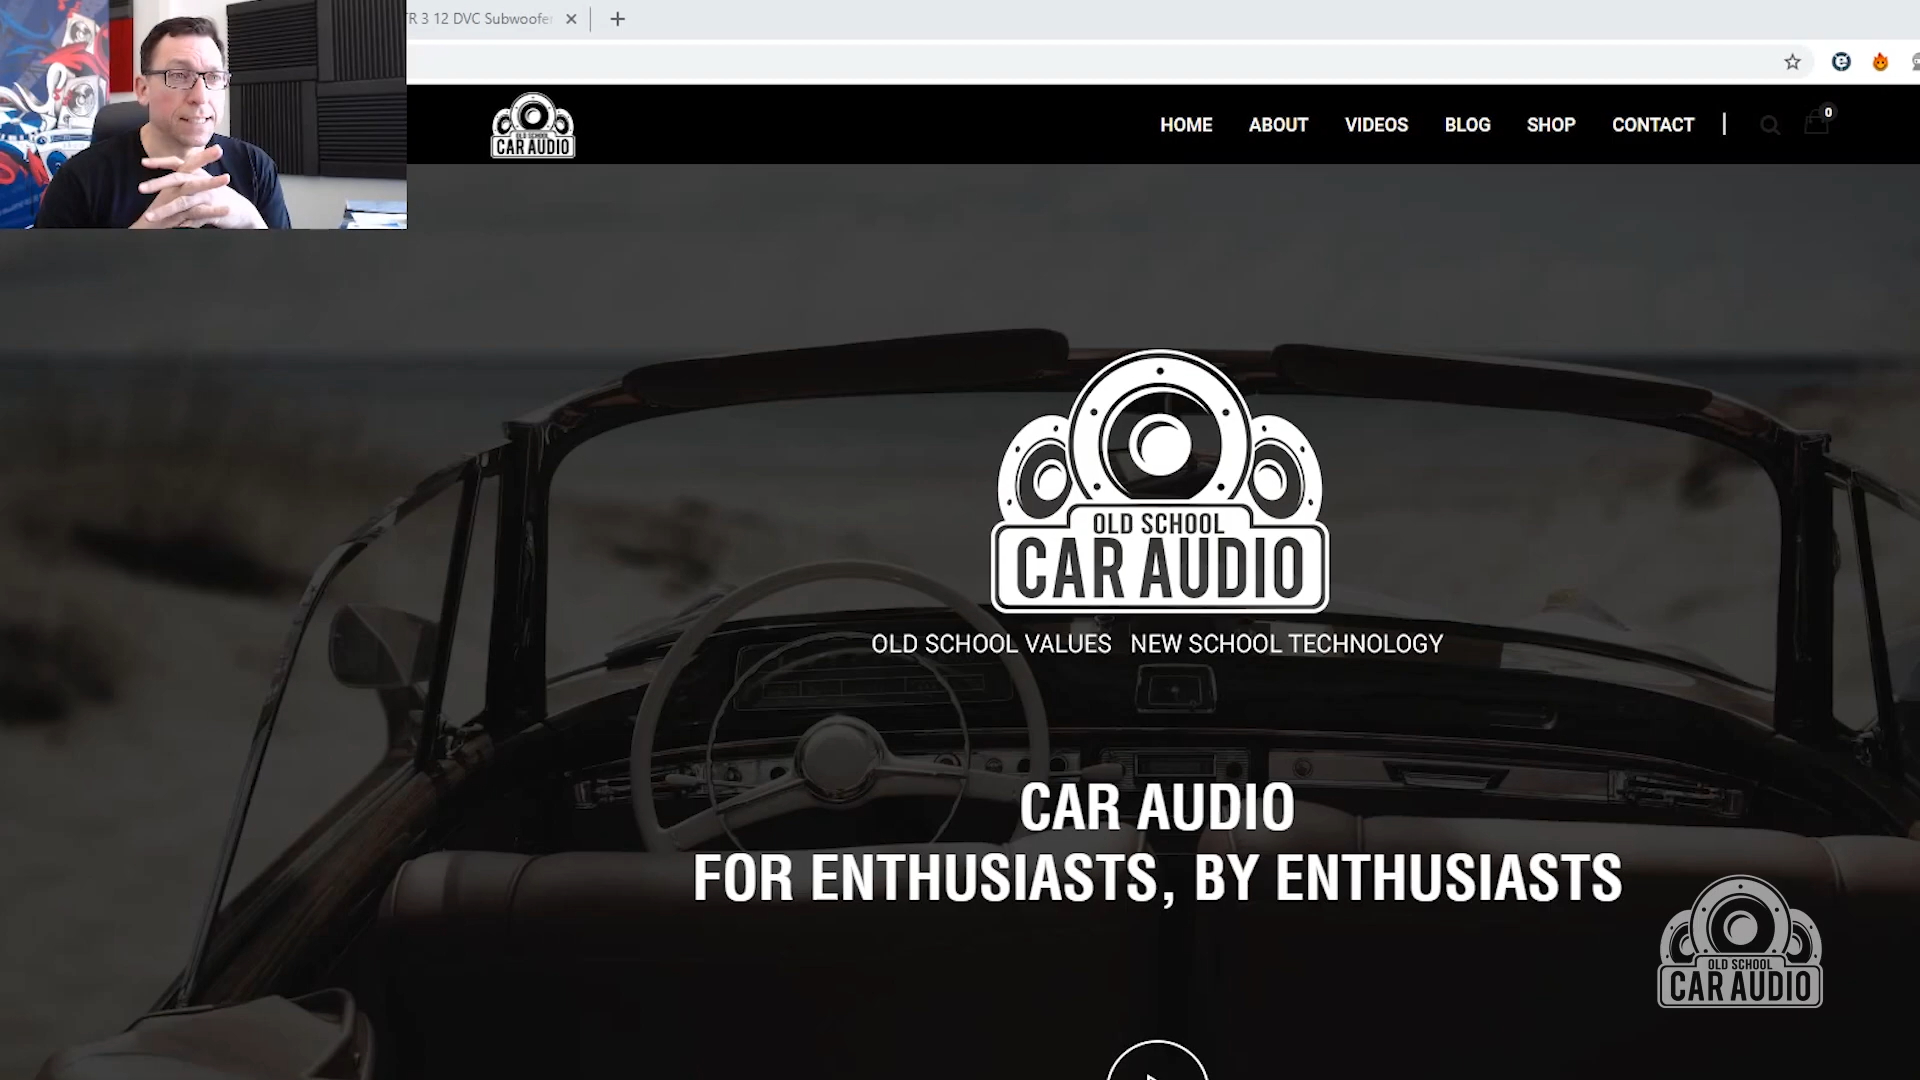 R 3 12 DVC Subwoofer
OLD SCHOOL
CAR AUDIO
HOME ABOUT VIDEOS BLOG SHOP CONTACT
0
OLD SCHOOL
CAR AUDIO
OLD SCHOOL VALUES NEW SCHOOL TECHNOLOGY
CAR AUDIO
FOR ENTHUSIASTS, BY ENTHUSIASTS
OLD SCHOOL
CAR AUDIO